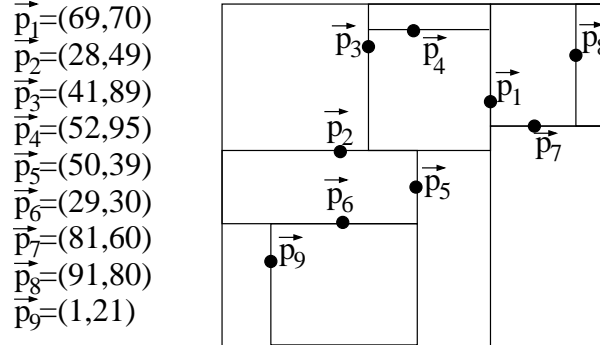 p1=(69,70)
p2=(28,49)
p3=(41,89)
p4=(52,95)
p5=(50,39)
p6=(29,30)
p7=(81,60)
p8=(91,80)
p9=(1,21)
p3
p4
p8
p1
p7
p2
p5
p6
p9